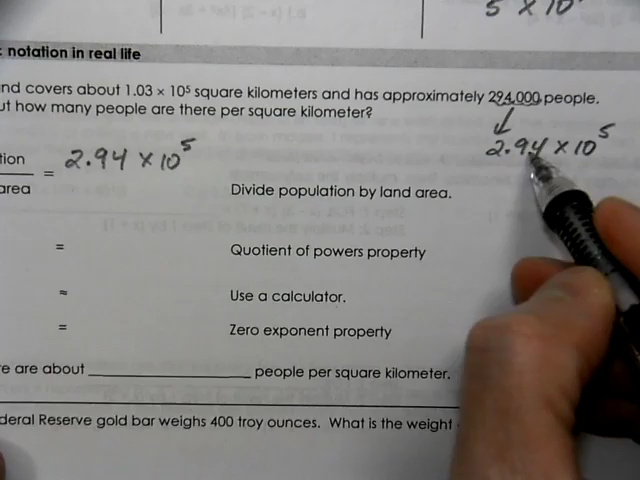 5 x 10
: notation in real life
nd covers about 1.03 × 10⁵ square kilometers and has approximately 294,000 people.
ut how many people are there per square kilometer?
2.94 x 10⁵
tion
area
= 2.94 x 10⁵
Divide population by land area.
= Quotient of powers property
≈ Use a calculator.
= Zero exponent property
re are about ____________________ people per square kilometer.
deral Reserve gold bar weighs 400 troy ounces. What is the weight